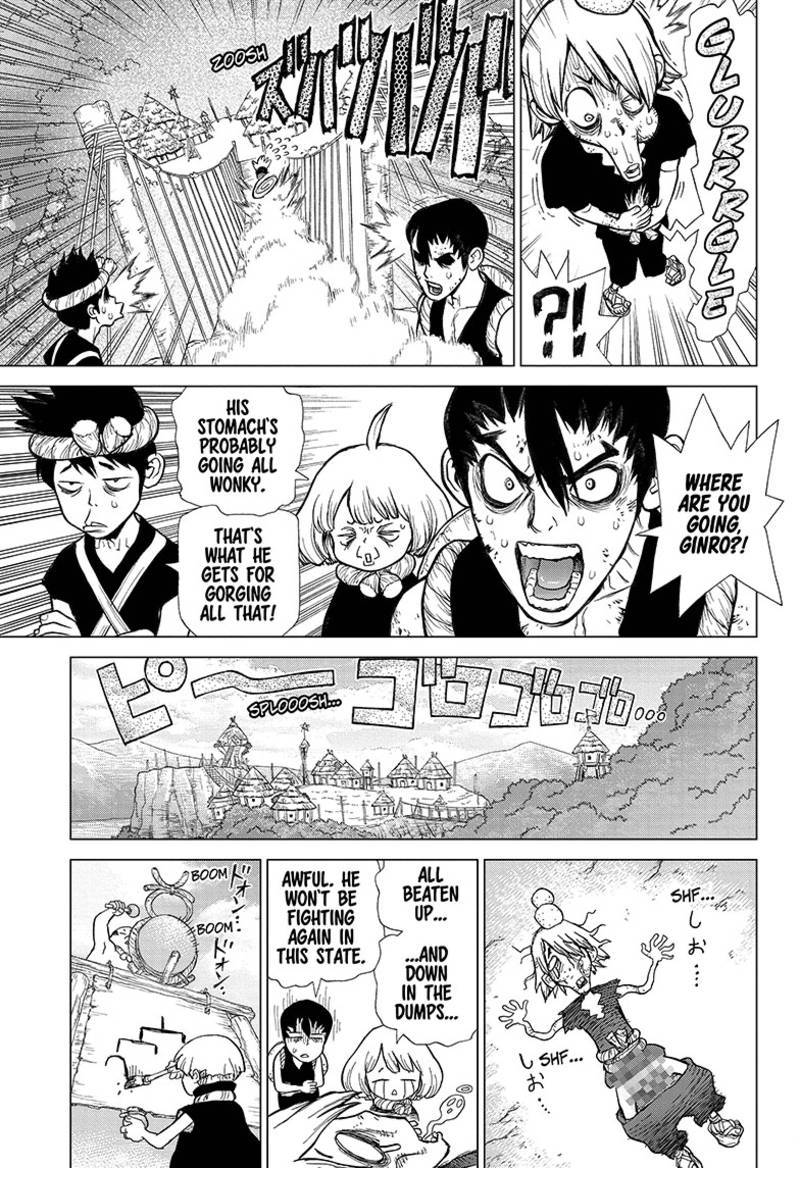 GLURRRGLE
?!
ZOOSH
ズババババ
WHERE
ARE YOU
GOING,
GINRO?!
HIS
STOMACH'S
PROBABLY
GOING ALL
WONKY.
THAT'S
WHAT HE
GETS FOR
GORGING
ALL THAT!
ピーゴロゴロゴロ...
SPLOOOSH...
SHF...
しお...
SHF...
しお...
ALL
BEATEN
UP...
...AND
DOWN
IN THE
DUMPS...
AWFUL. HE
WON'T BE
FIGHTING
AGAIN IN
THIS STATE.
BOOM
ドォン...
BOOM
ドォン...